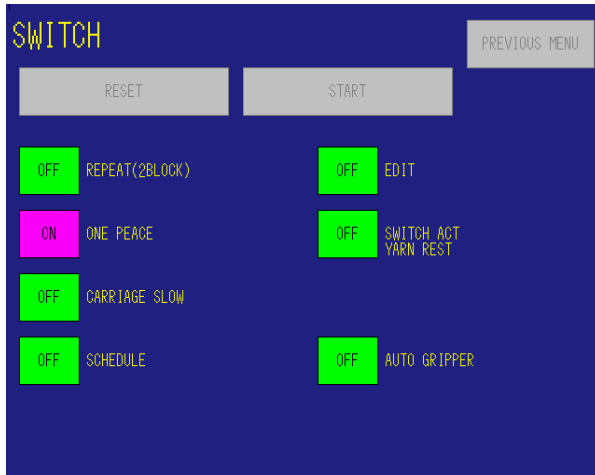 SWITCH
PREVIOUS MENU
RESET
START
OFF REPEAT(2BLOCK)
OFF EDIT
ON ONE PEACE
OFF SWITCH ACT
YARN REST
OFF CARRIAGE SLOW
OFF SCHEDULE
OFF AUTO GRIPPER